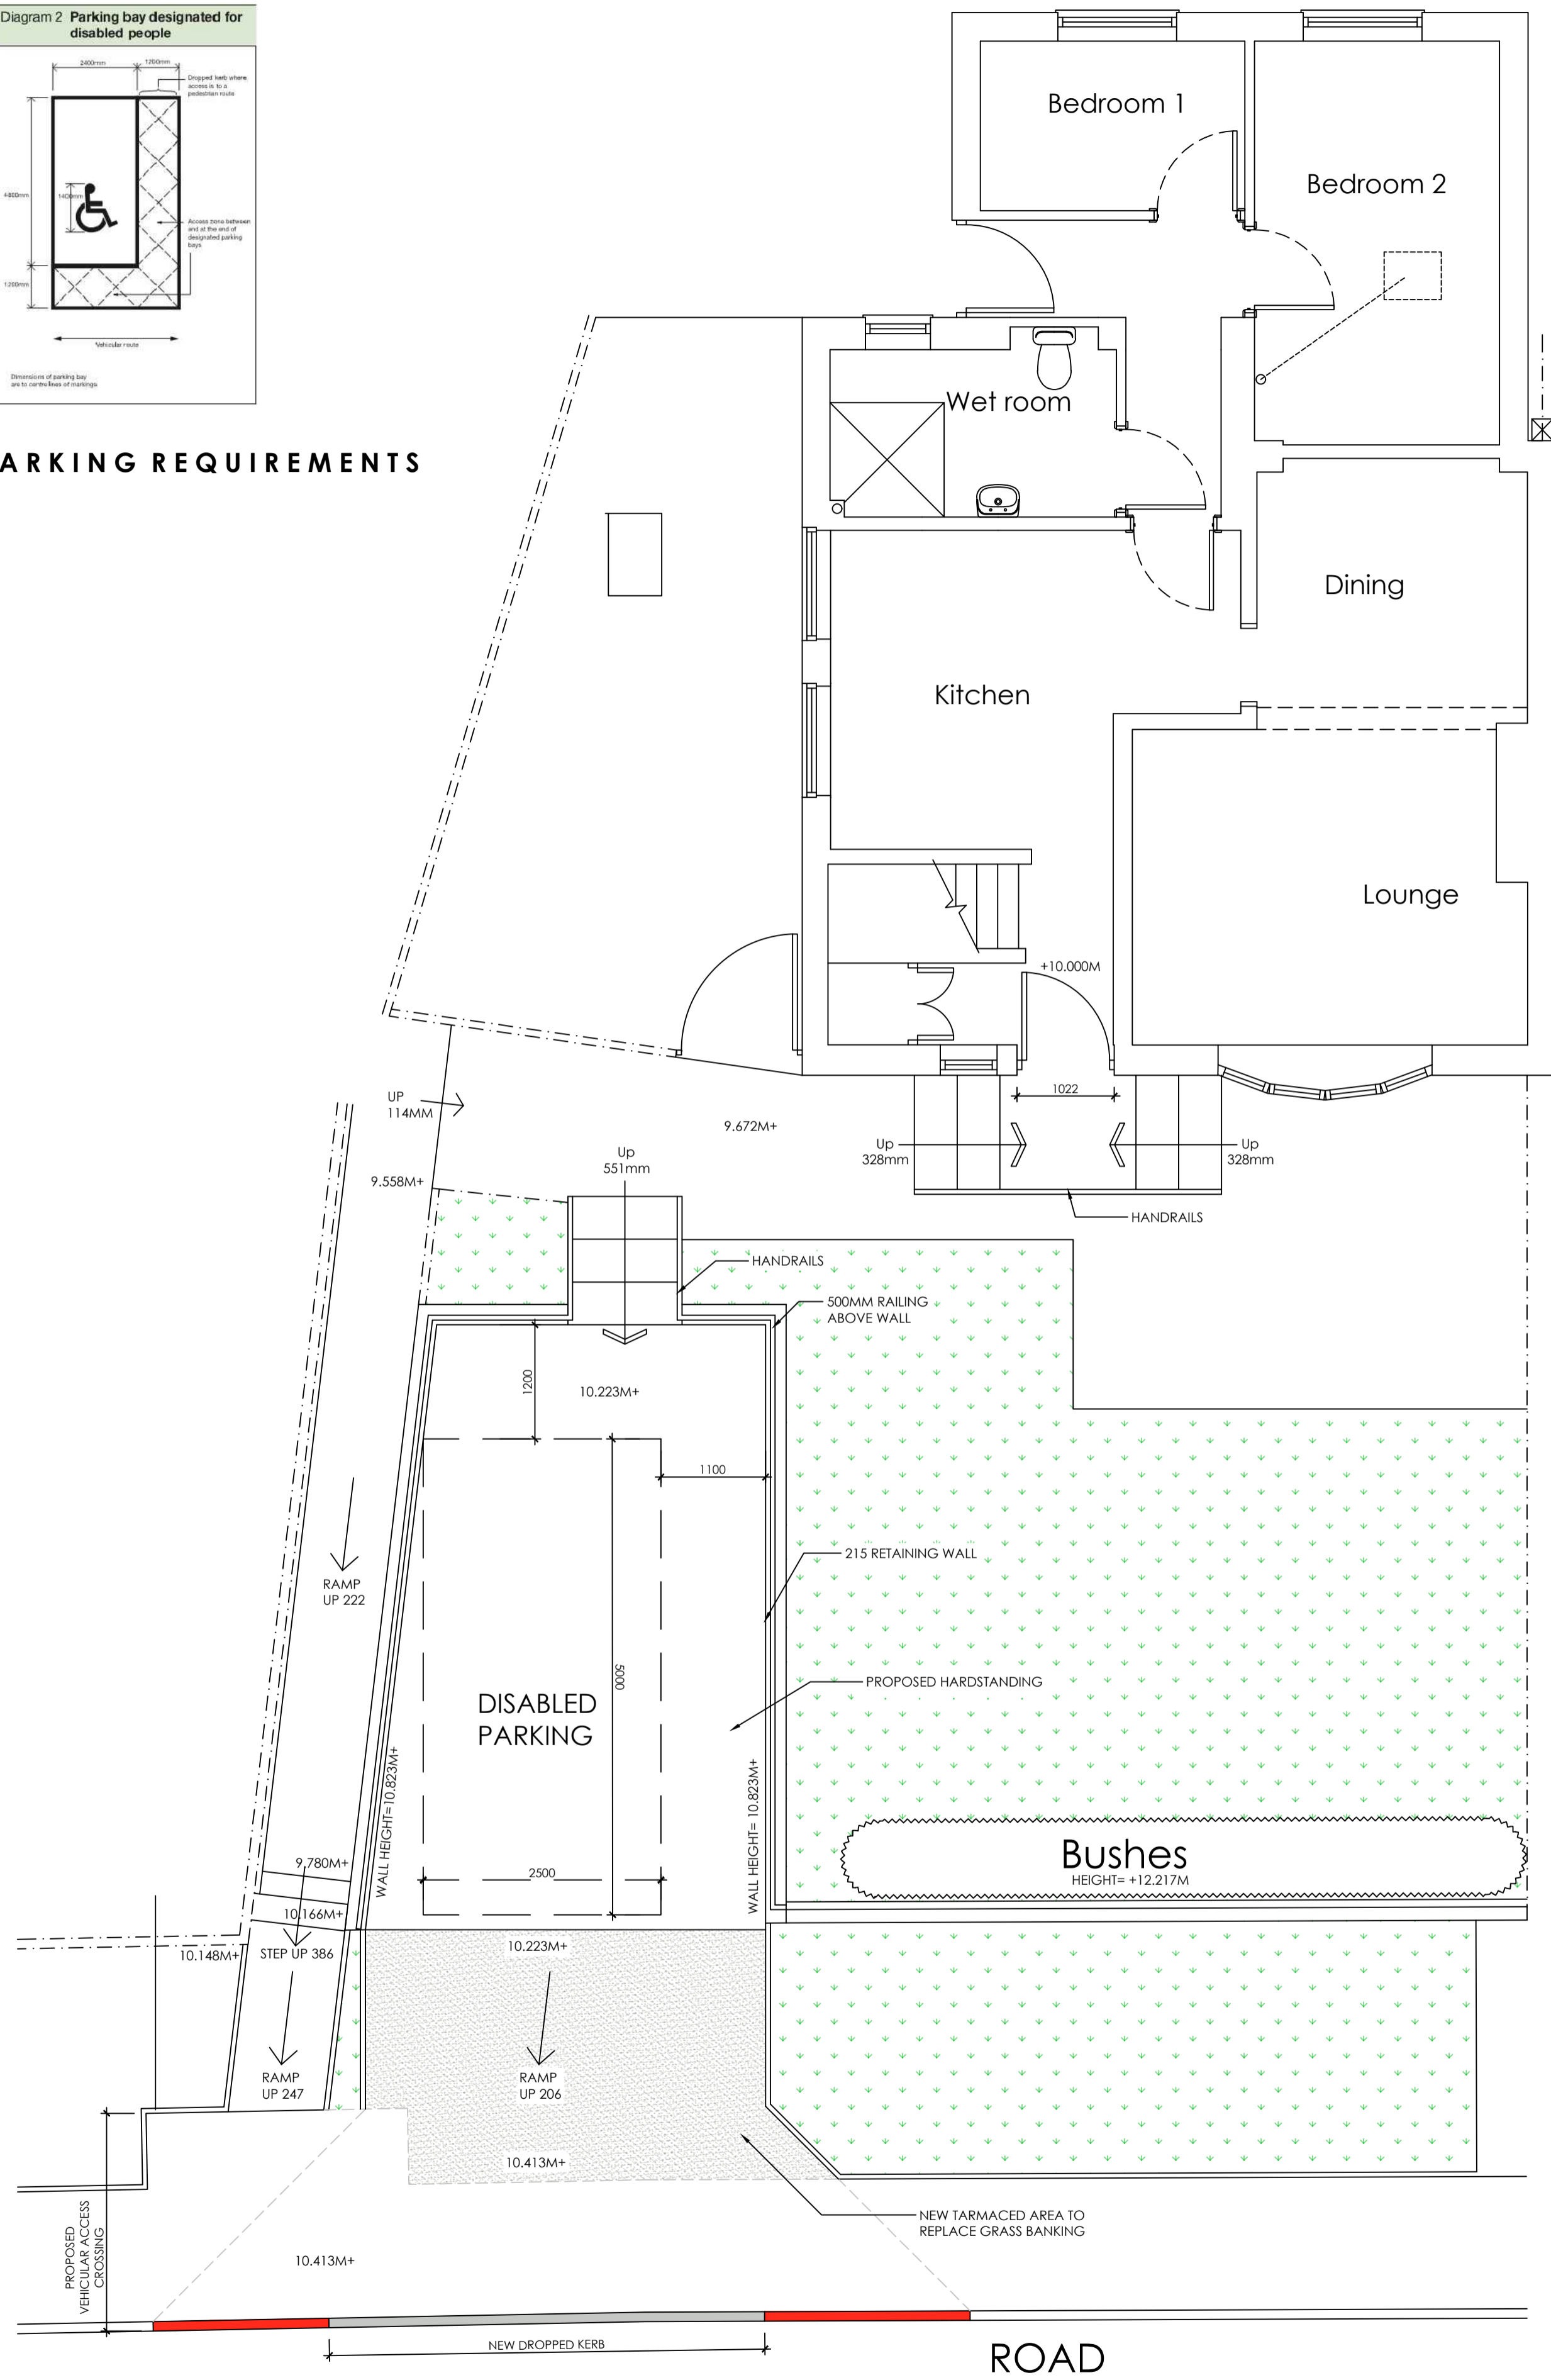 Diagram 2 Parking bay designated for
disabled people
2400mm
1200mm
Dropped kerb where
access is to a
pedestrian route
4800mm
1400mm
Access zone between
and at the end of
designated parking
bays
1200mm
Vehicular route
Dimensions of parking bay
are to centre lines of markings
ARKING REQUIREMENTS
Bedroom 1
Bedroom 2
Wet room
Dining
Kitchen
Lounge
+10.000M
1022
UP
114MM
9.672M+
Up
328mm
Up
328mm
Up
551mm
9.558M+
HANDRAILS
HANDRAILS
500MM RAILING
ABOVE WALL
1200
10.223M+
1100
215 RETAINING WALL
RAMP
UP 222
5000
PROPOSED HARDSTANDING
DISABLED
PARKING
WALL HEIGHT=10.823M+
WALL HEIGHT= 10.823M+
2500
Bushes
HEIGHT= +12.217M
9.780M+
10.166M+
10.148M+
STEP UP 386
10.223M+
RAMP
UP 247
RAMP
UP 206
10.413M+
NEW TARMACED AREA TO
REPLACE GRASS BANKING
PROPOSED
VEHICULAR ACCESS
CROSSING
10.413M+
NEW DROPPED KERB
ROAD